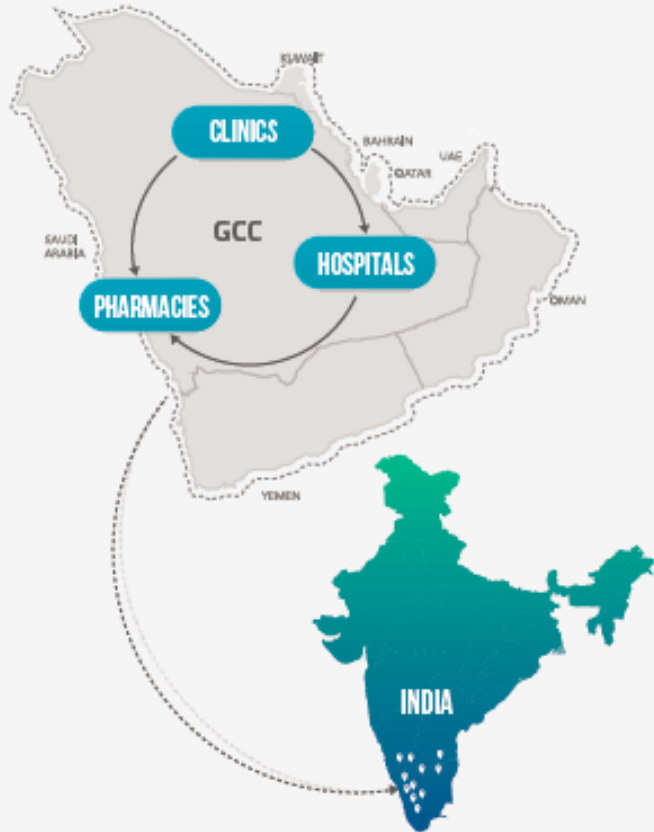 KUWAIT
CLINICS
BAHRAIN
UAE
QATAR
GCC
SAUDI
ARABIA
HOSPITALS
PHARMACIES
OMAN
YEMEN
INDIA